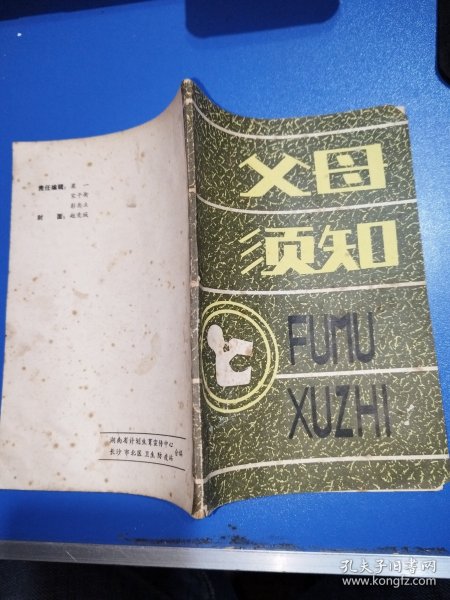 父母
须知
FUMU
XUZHI
责任编辑：
封面：
湖南省计划生育宣传中心
长沙市北区卫生防疫站
合编
孔夫子旧书网
www.kongfz.com